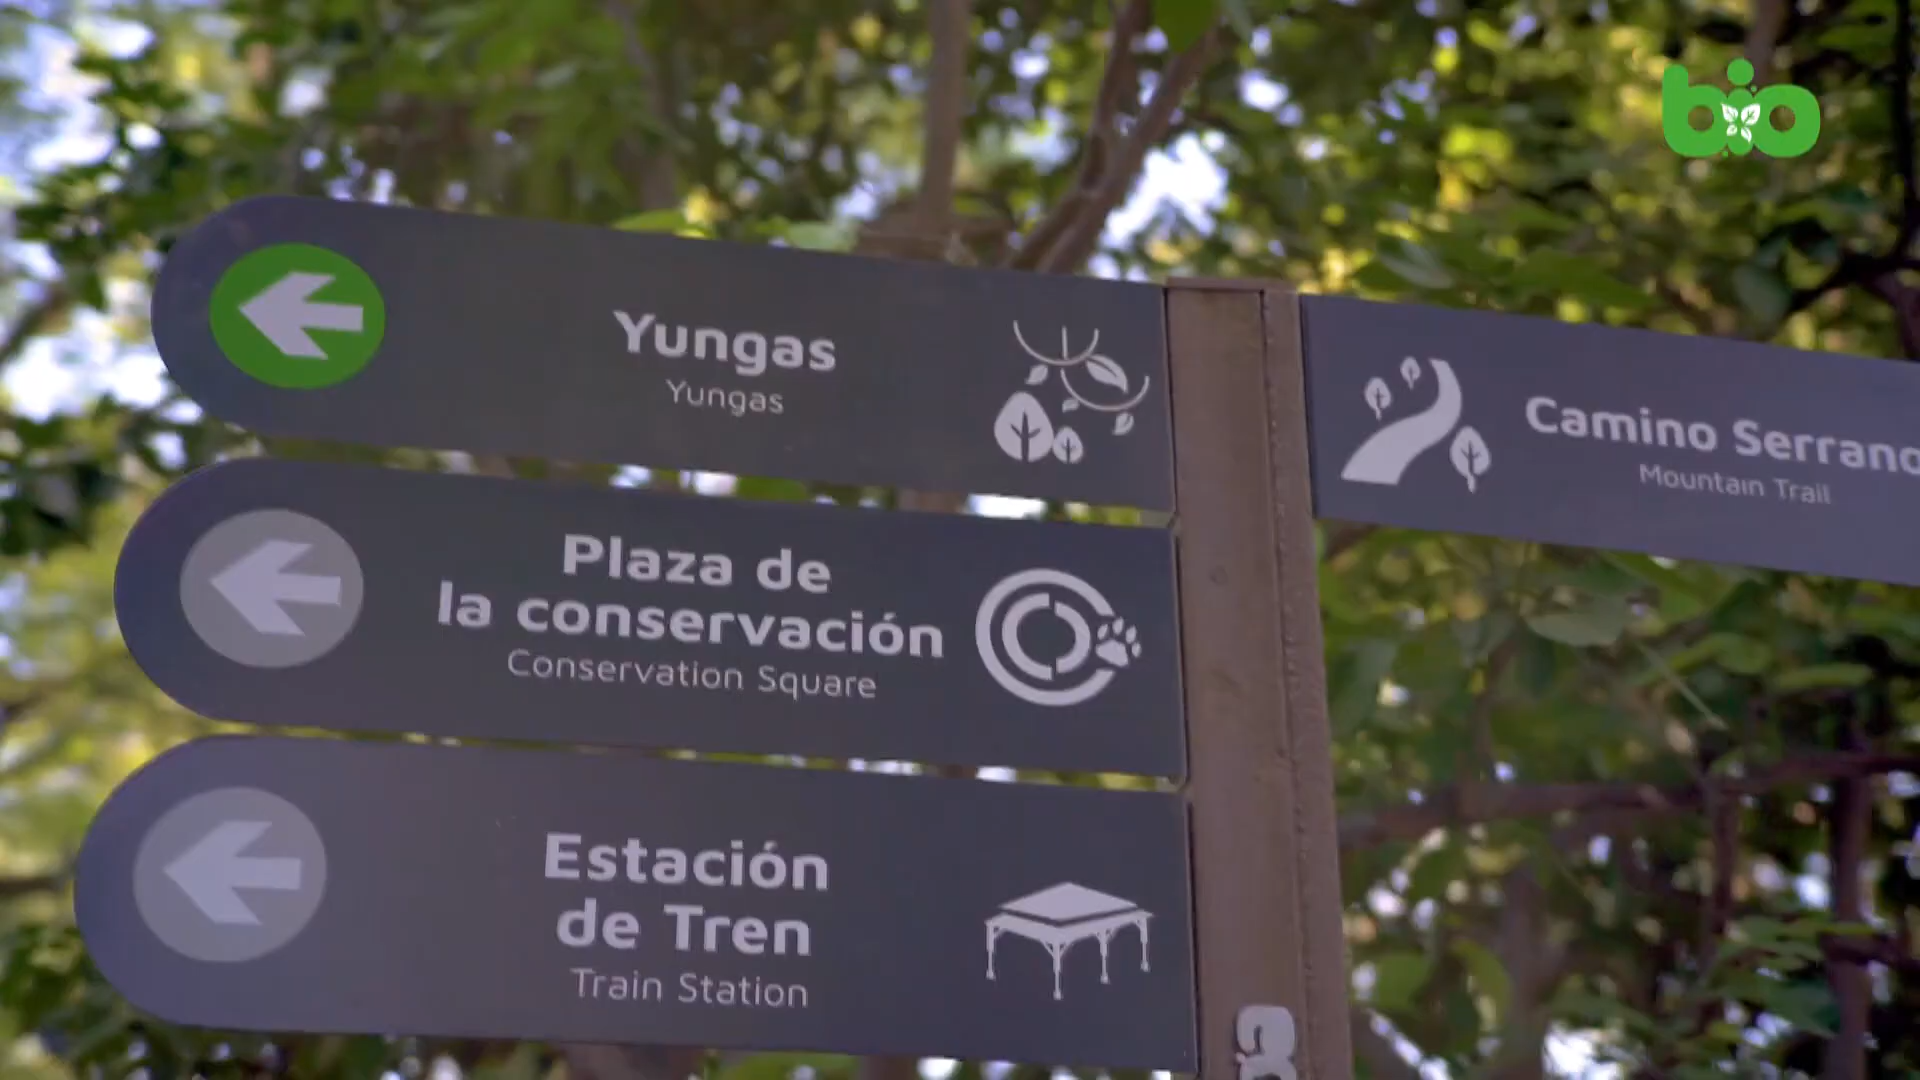 bio
Yungas
Yungas
Camino Serrano
Mountain Trail
Plaza de
la conservación
Conservation Square
Estación
de Tren
Train Station